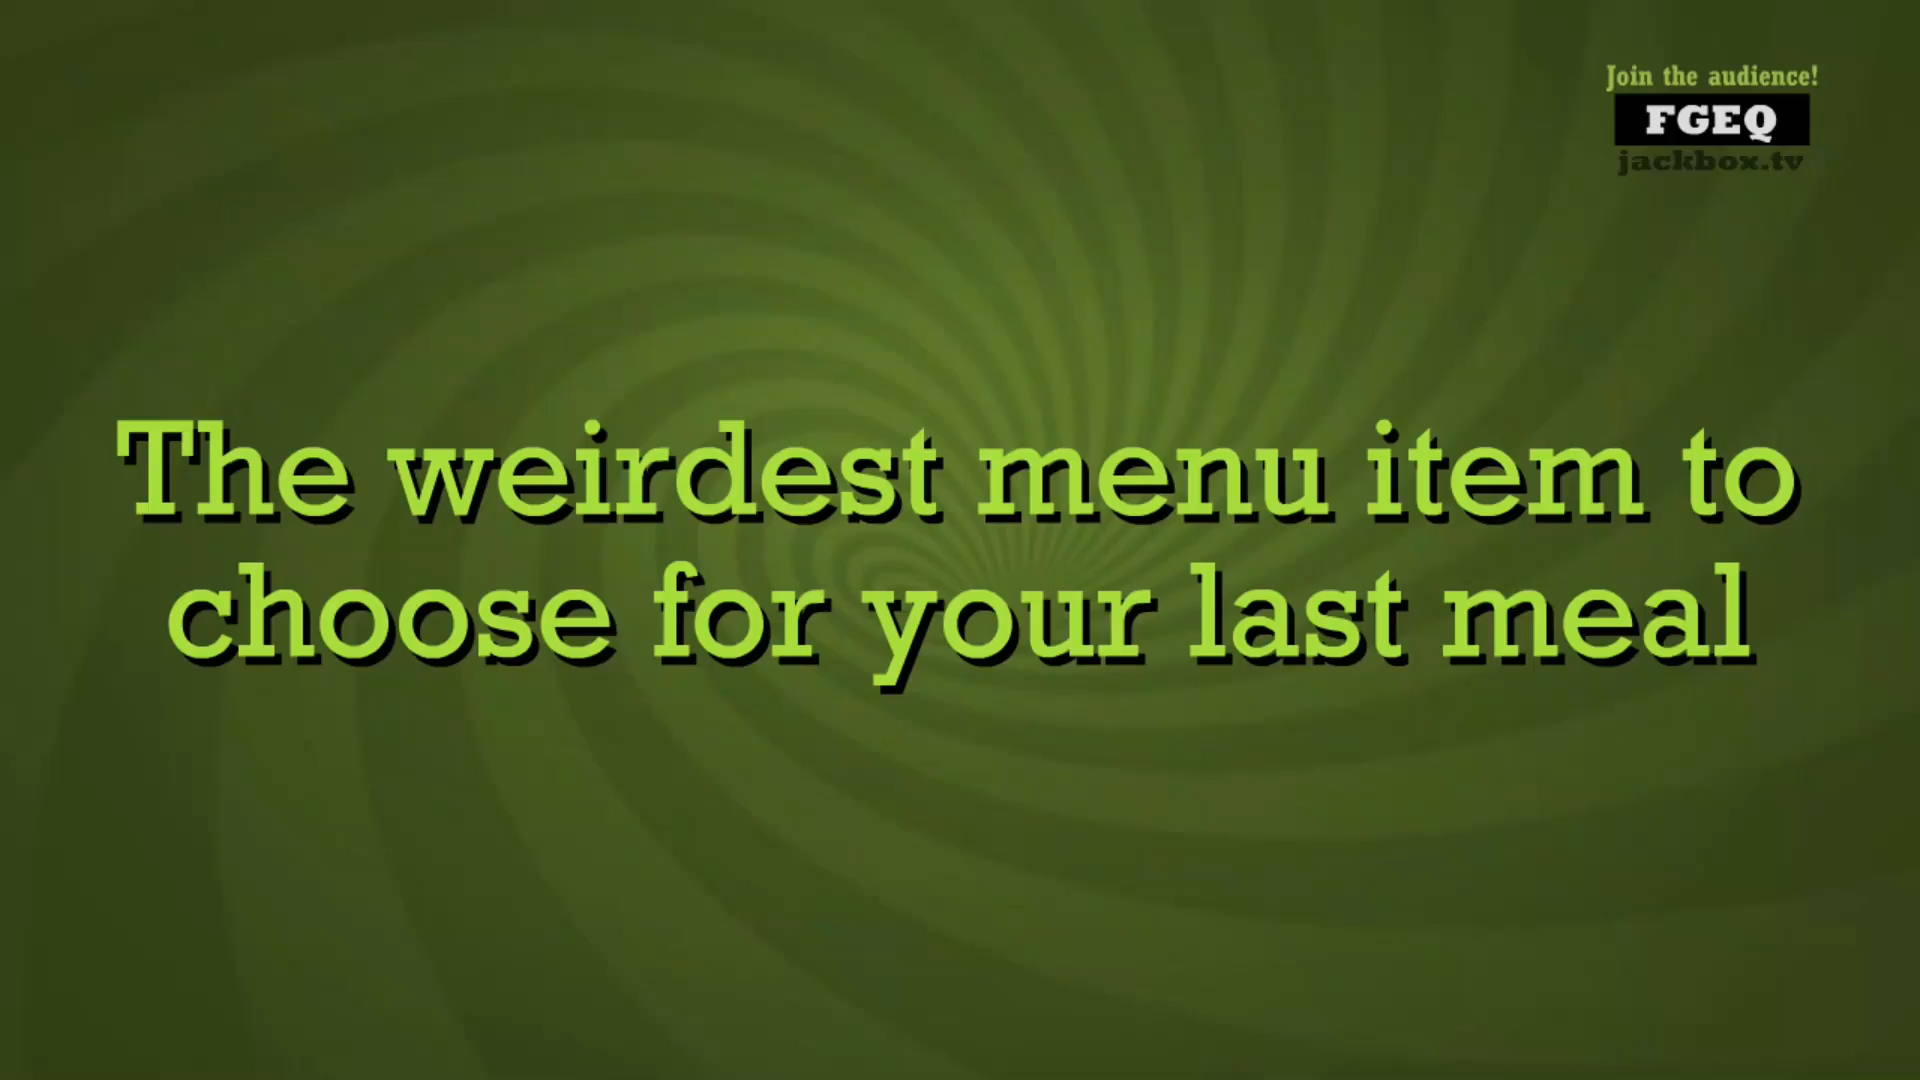 Join the audience!
FGEQ
jackbox.tv
The weirdest menu item to
choose for your last meal